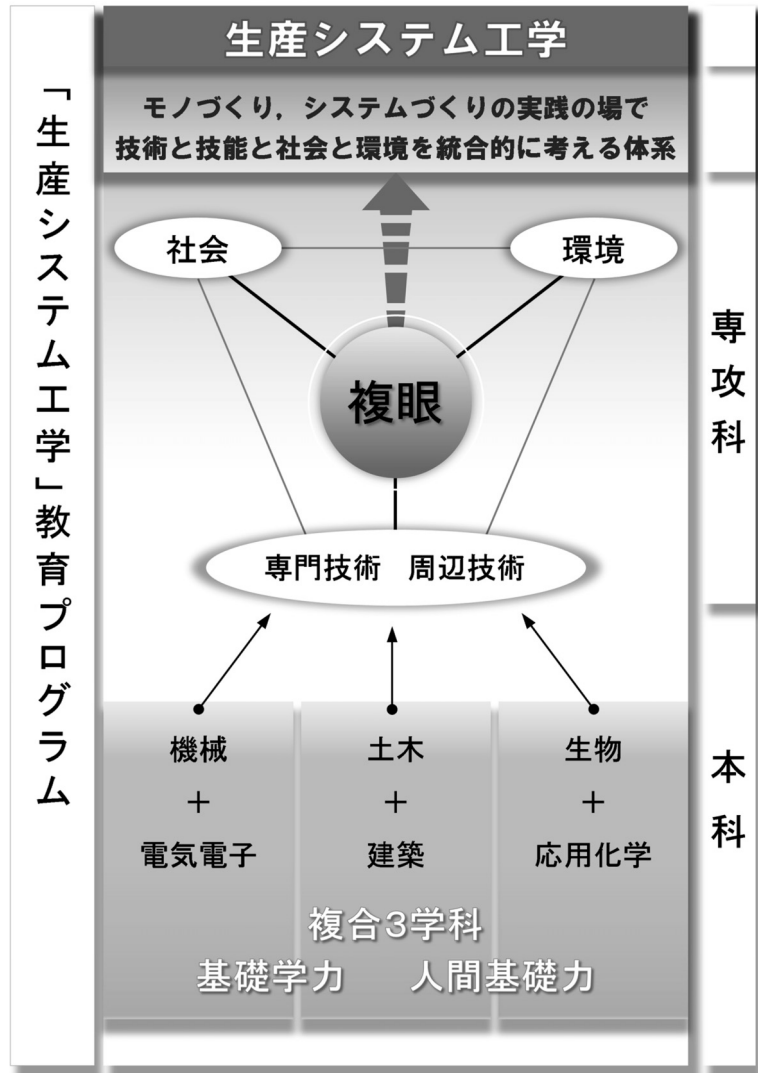 「生産システム工学」教育プログラム
生産システム工学
モノづくり，システムづくりの実践の場で
技術と技能と社会と環境を統合的に考える体系
社会
環境
複眼
専門技術 周辺技術
機械
+
電気電子
土木
+
建築
生物
+
応用化学
複合3学科
基礎学力 人間基礎力
専攻科
本科